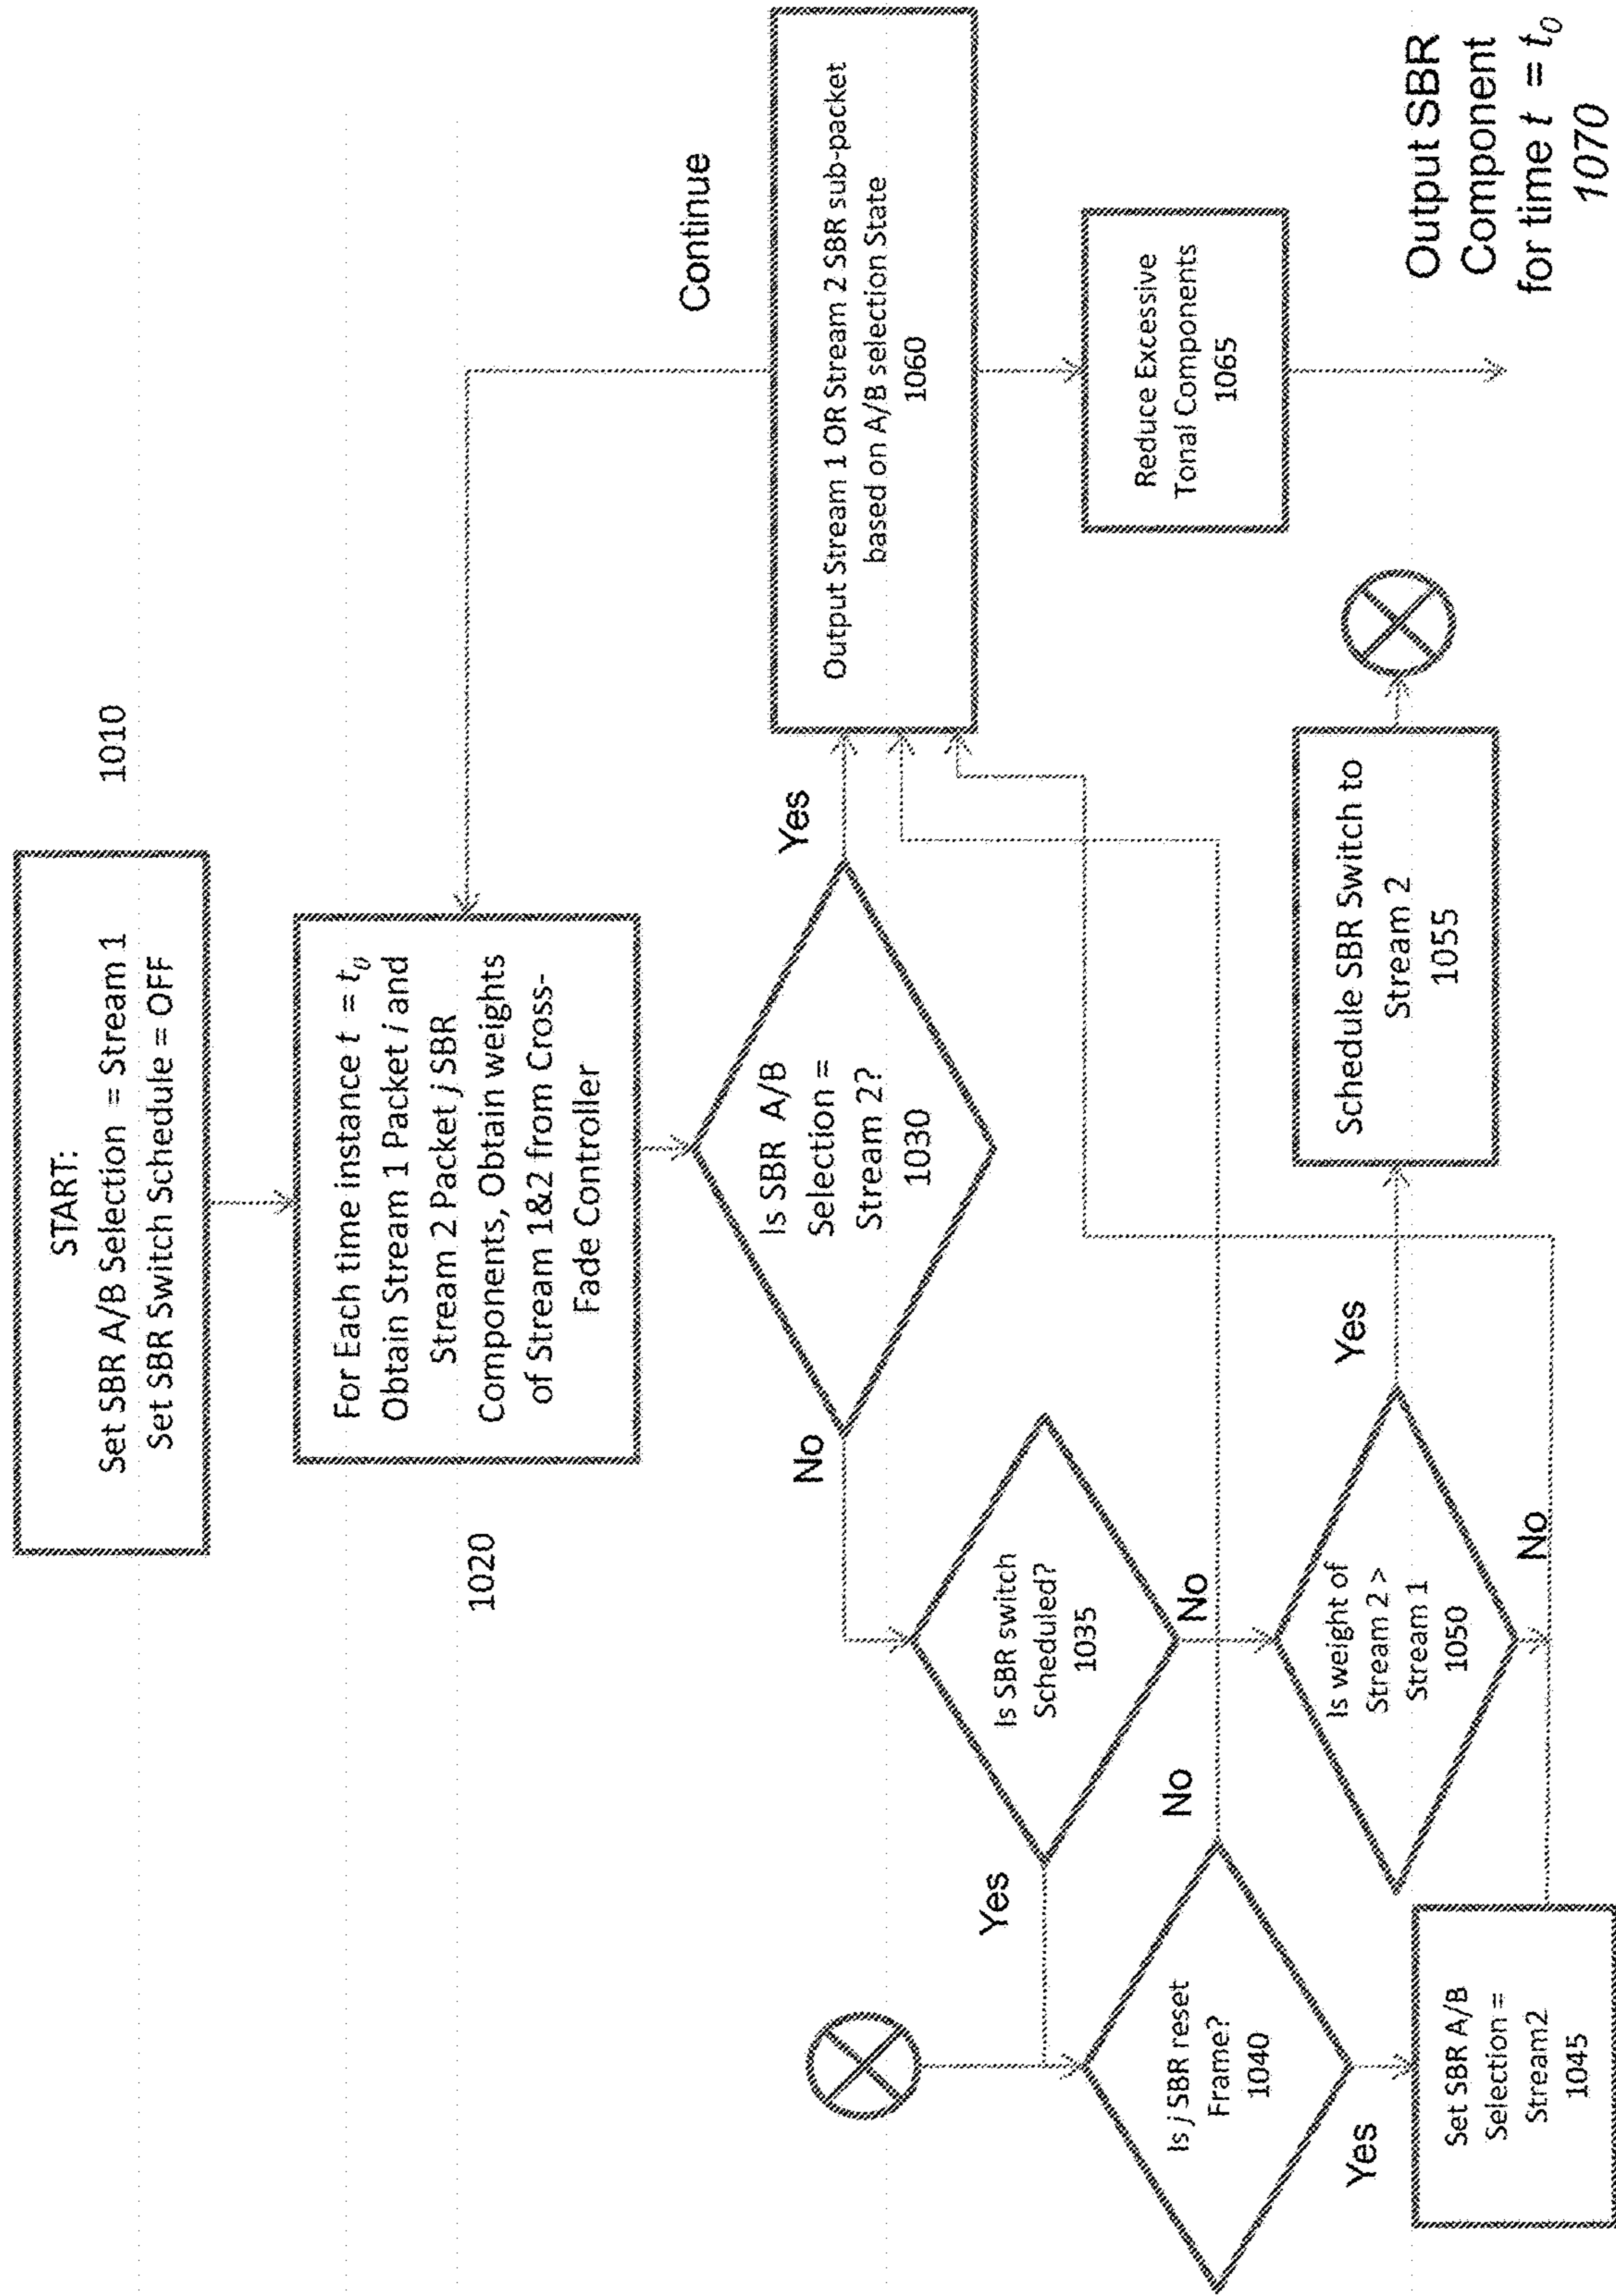 START:
Set SBR A/B Selection = Stream 1
Set SBR Switch Schedule = OFF
1010
For Each time instance t = t0
Obtain Stream 1 Packet i and
Stream 2 Packet j SBR
Components, Obtain weights
of Stream 1&2 from Cross-
Fade Controller
1020
Is SBR A/B
Selection =
Stream 2?
1030
No
Yes
Continue
Is SBR switch
Scheduled?
1035
Yes
No
Is j SBR reset
Frame?
1040
No
Yes
Set SBR A/B
Selection =
Stream2
1045
Is weight of
Stream 2 >
Stream 1
1050
Yes
No
Schedule SBR Switch to
Stream 2
1055
Output Stream 1 OR Stream 2 SBR sub-packet
based on A/B selection State
1060
Reduce Excessive
Tonal Components
1065
Output SBR
Component
for time t = t0
1070